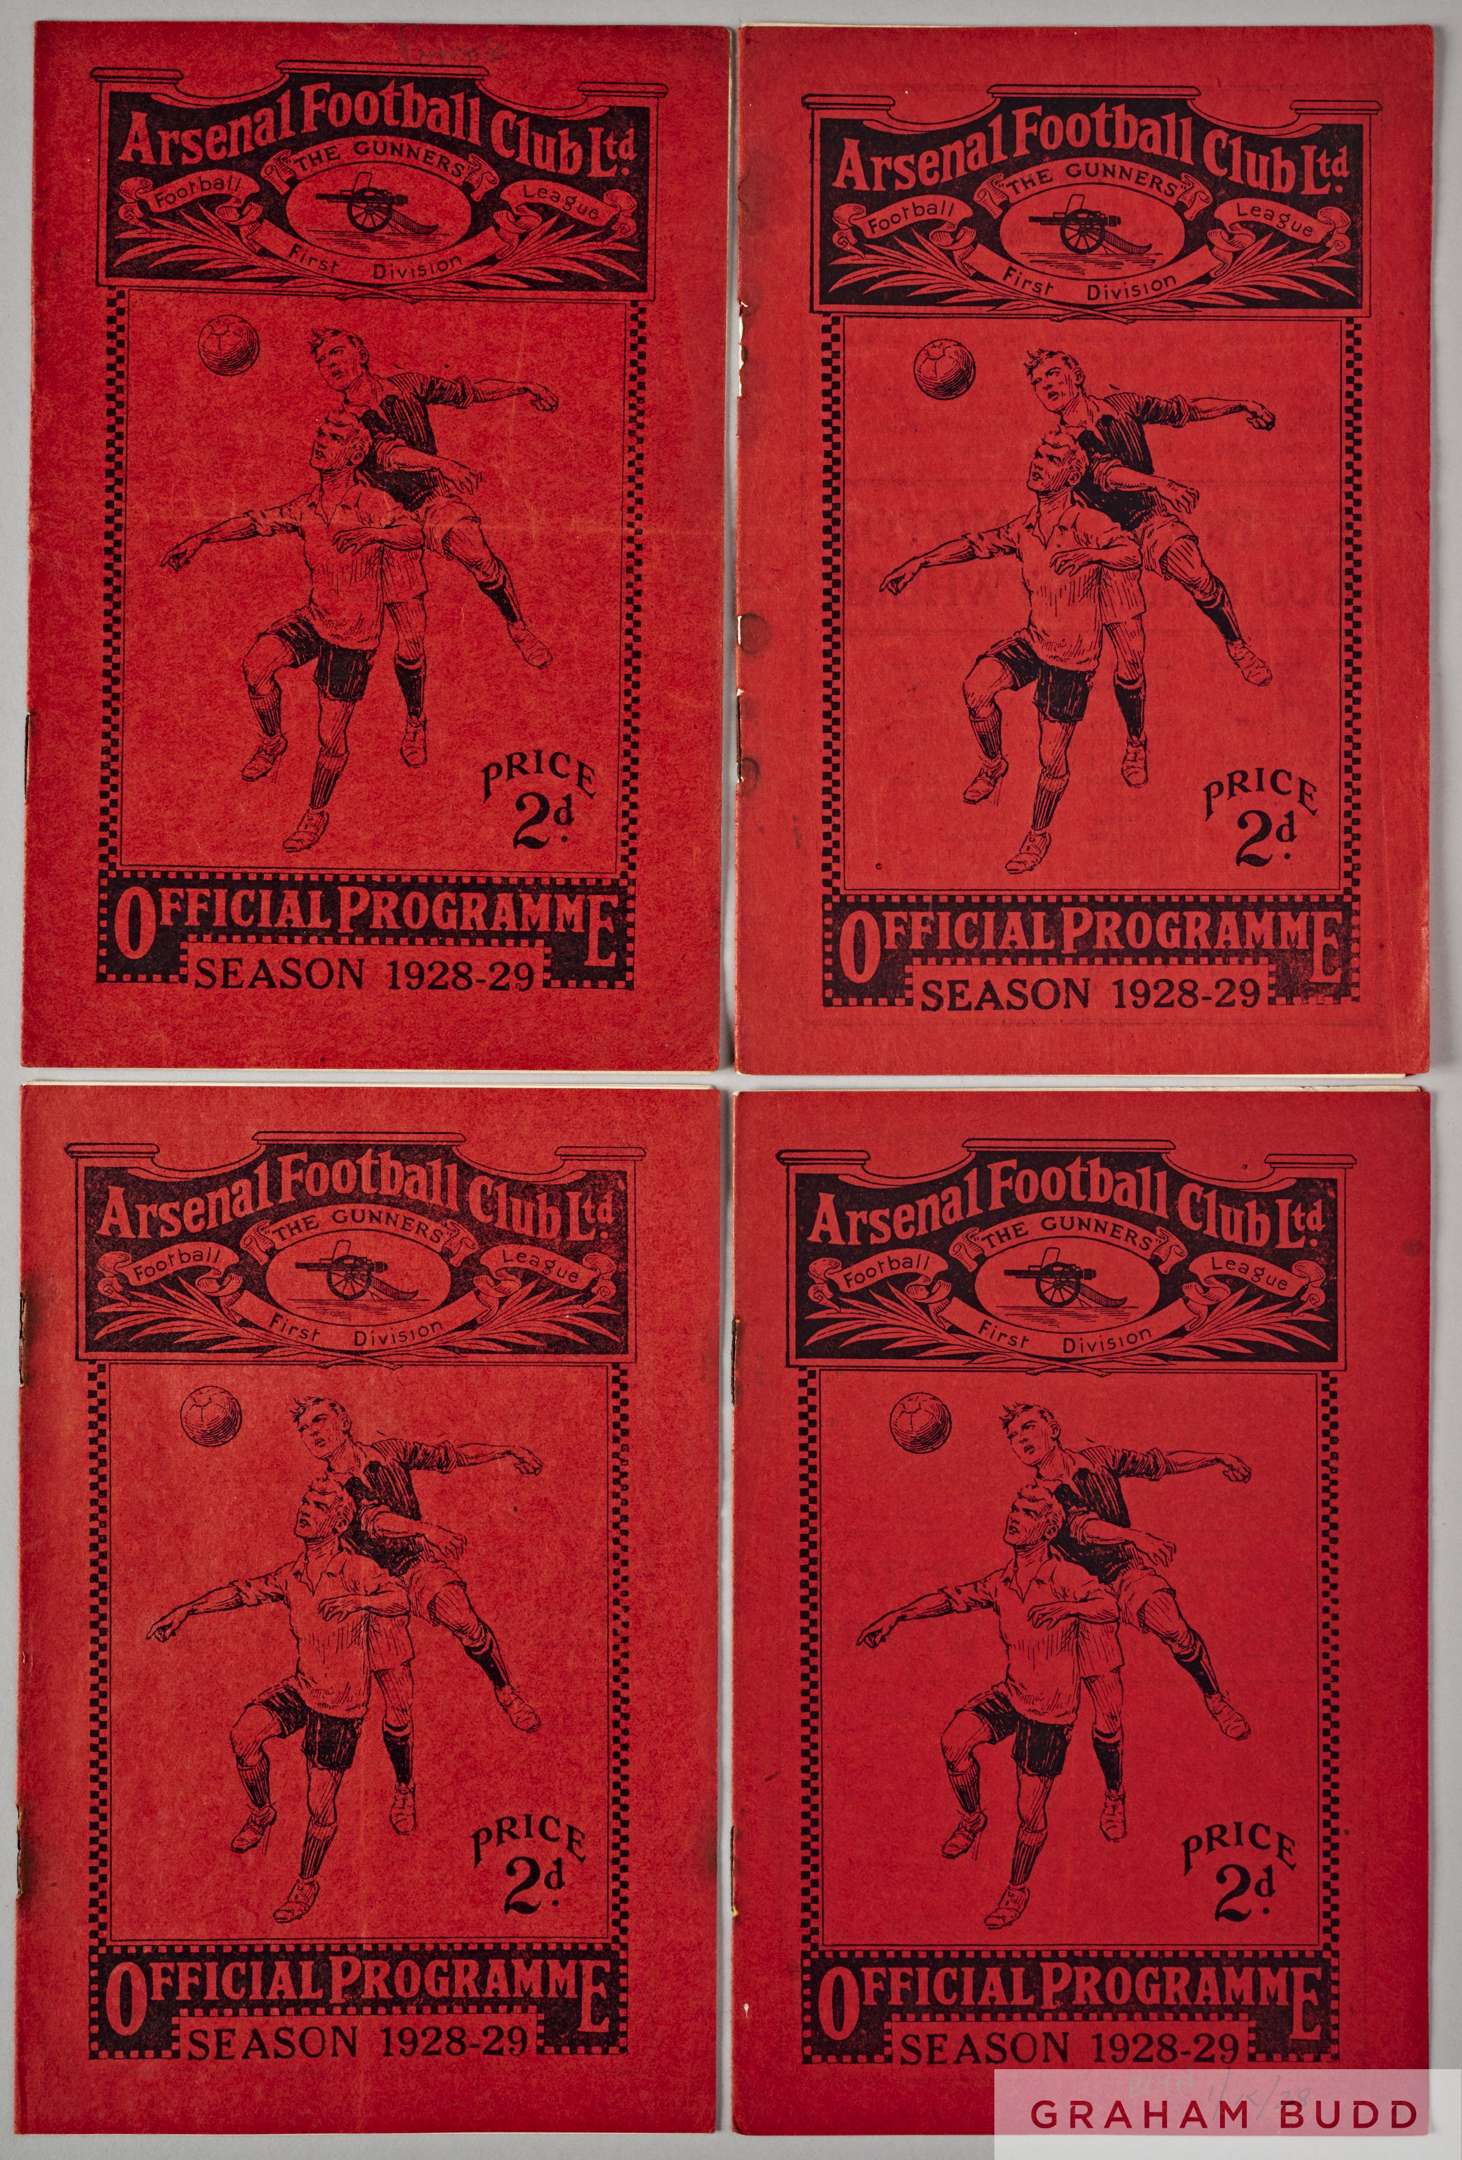 Arsenal Football Club Ltd.
"THE GUNNERS"
Football League
First Division
PRICE
2d.
OFFICIAL PROGRAMME
SEASON 1928-29
Arsenal Football Club Ltd.
"THE GUNNERS"
Football League
First Division
PRICE
2d.
OFFICIAL PROGRAMME
SEASON 1928-29
Arsenal Football Club Ltd.
"THE GUNNERS"
Football League
First Division
PRICE
2d.
OFFICIAL PROGRAMME
SEASON 1928-29
Arsenal Football Club Ltd.
"THE GUNNERS"
Football League
First Division
PRICE
2d.
OFFICIAL PROGRAMME
SEASON 1928-29
GRAHAM BUDD